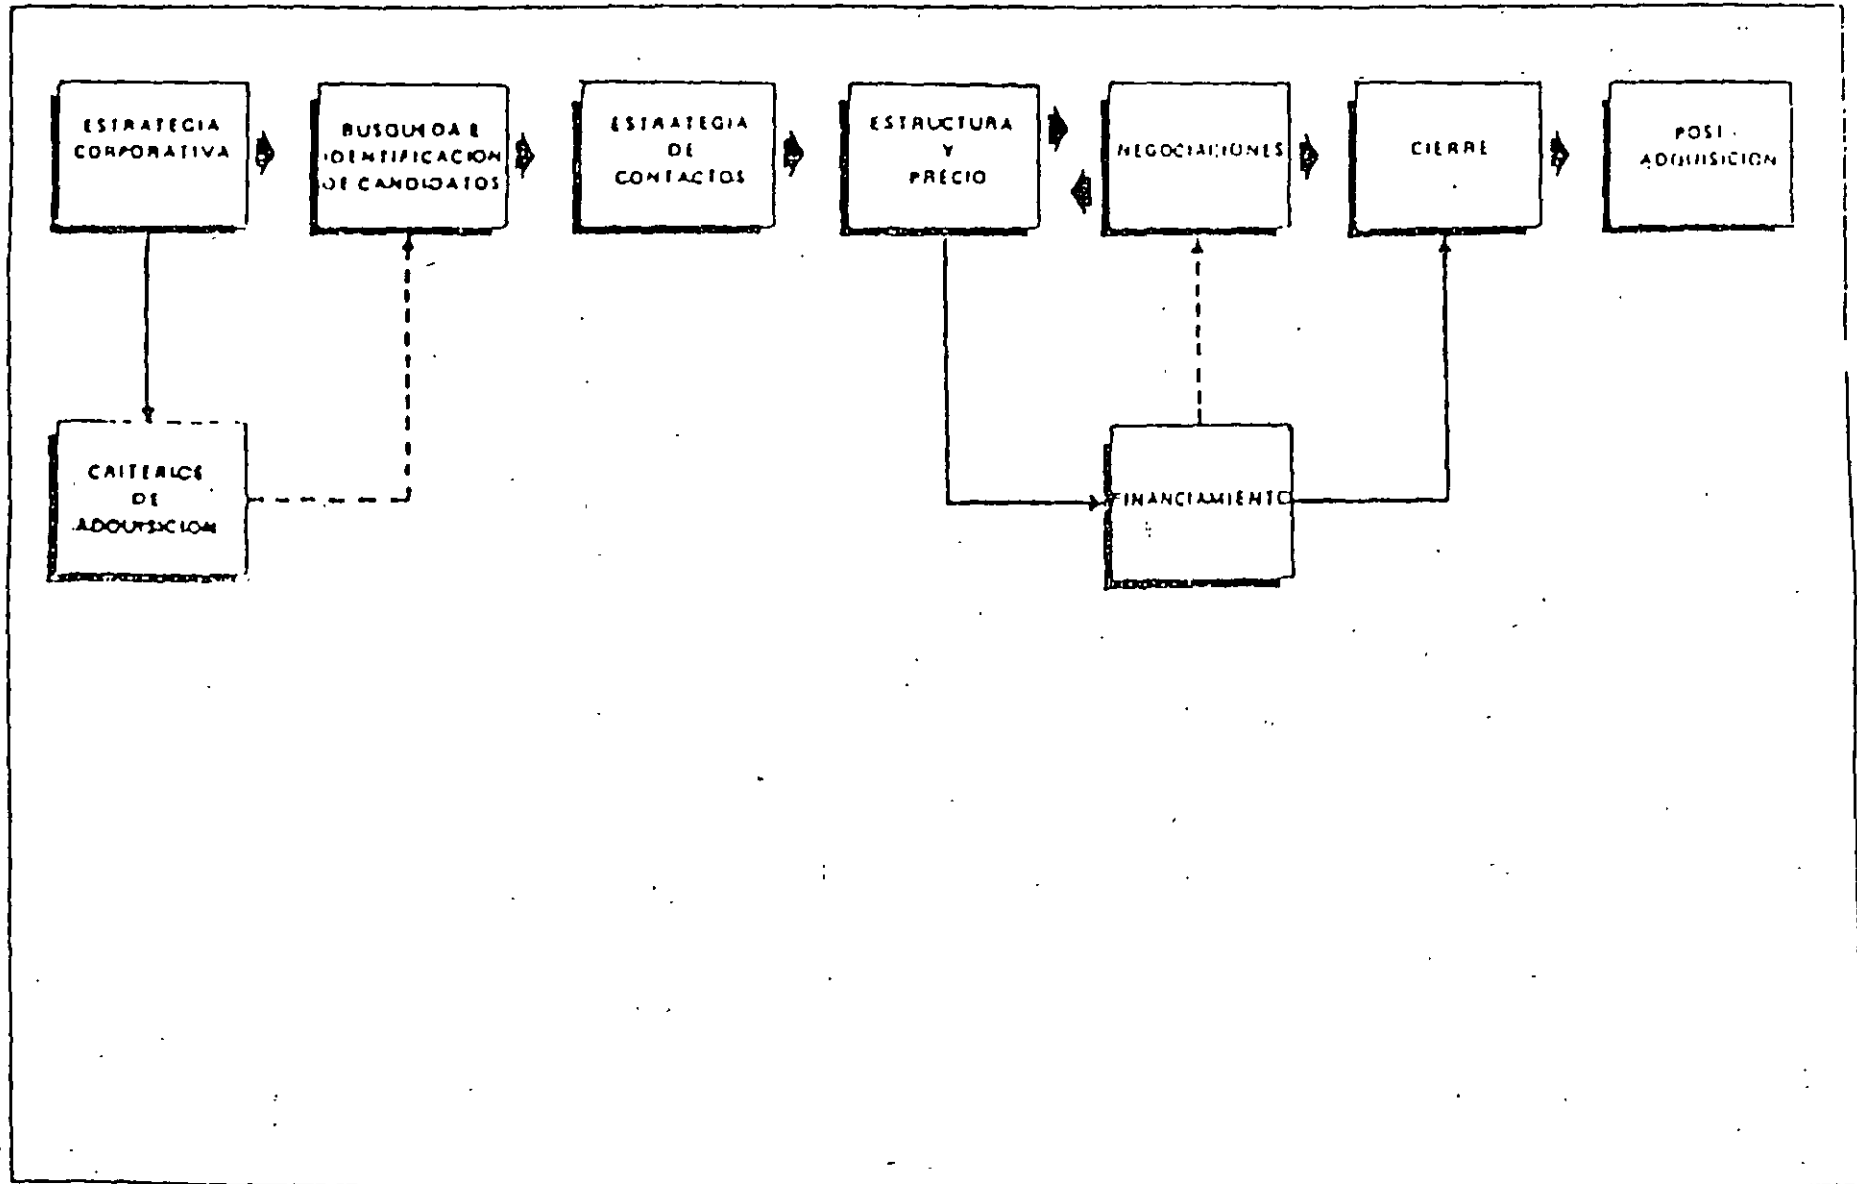 ESTRATEGIA
CORPORATIVA
BUSQUEDA E
IDENTIFICACION
DE CANDIDATOS
ESTRATEGIA
DE
CONTACTOS
ESTRUCTURA
Y
PRECIO
NEGOCIACIONES
CIERRE
POST-
ADQUISICION
CRITERIOS
DE
ADQUISICION
FINANCIAMIENTO